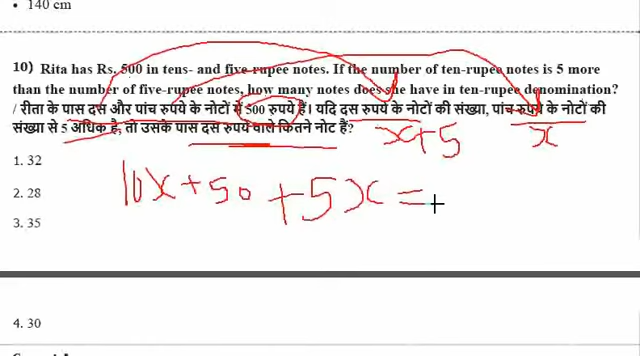 • 140 cm
10) Rita has Rs. 500 in tens- and five-rupee notes. If the number of ten-rupee notes is 5 more
than the number of five-rupee notes, how many notes does she have in ten-rupee denomination?
/ रीता के पास दस और पांच रुपये के नोटों में 500 रुपये हैं। यदि दस रुपये के नोटों की संख्या, पांच रुपये के नोटों की
संख्या से 5 अधिक है, तो उसके पास दस रुपये वाले कितने नोट हैं?
x+5 x
1. 32
10x+50 +5x=
2. 28
3. 35
4. 30